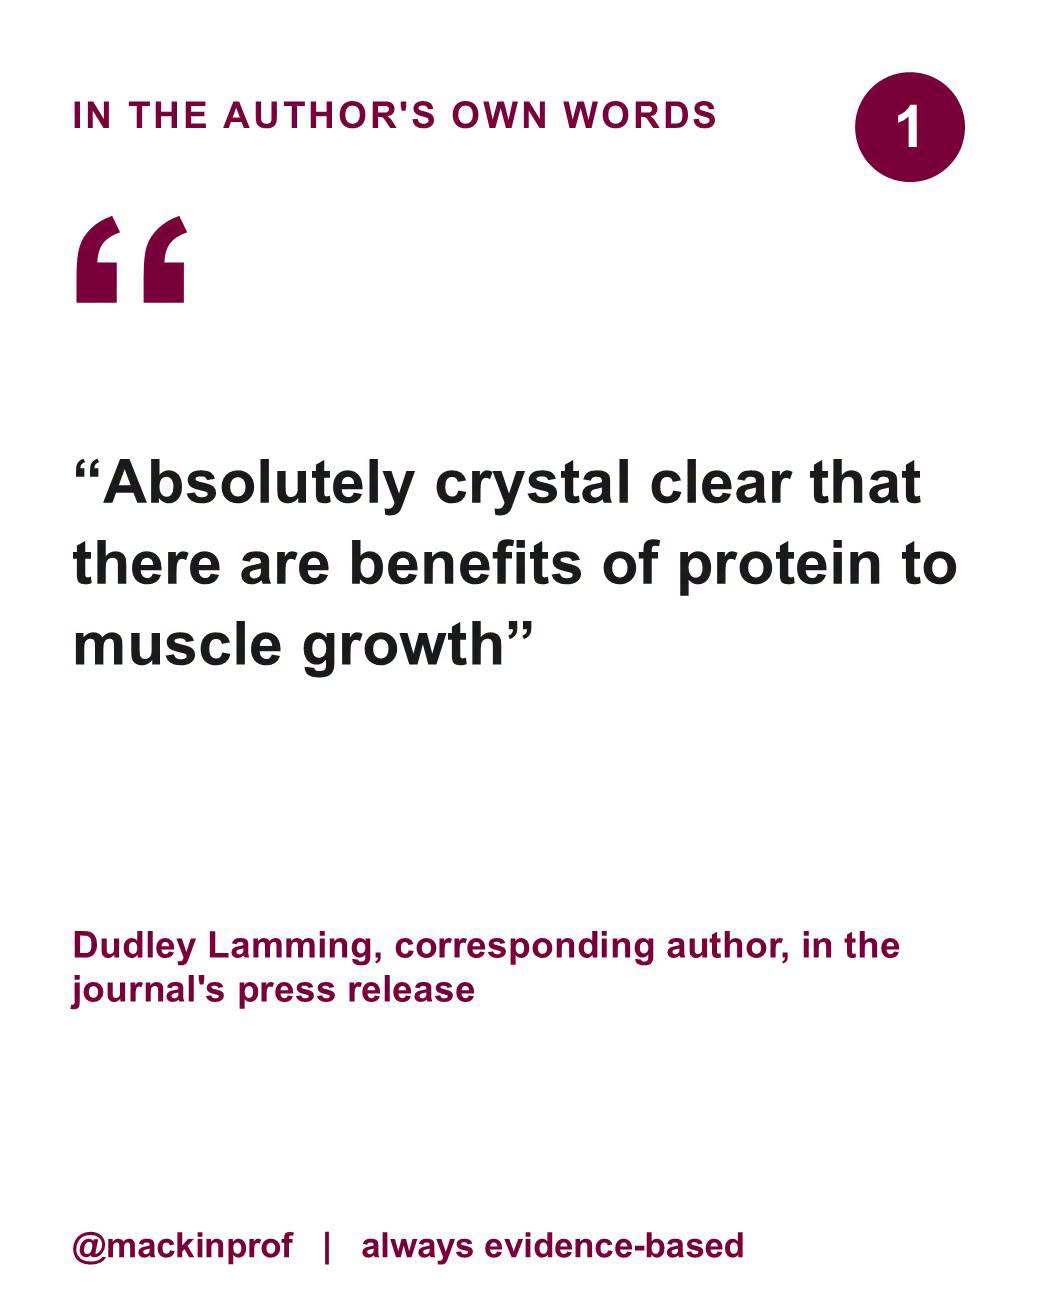 IN THE AUTHOR'S OWN WORDS
1
“
“Absolutely crystal clear that
there are benefits of protein to
muscle growth”
Dudley Lamming, corresponding author, in the
journal's press release
@mackinprof | always evidence-based